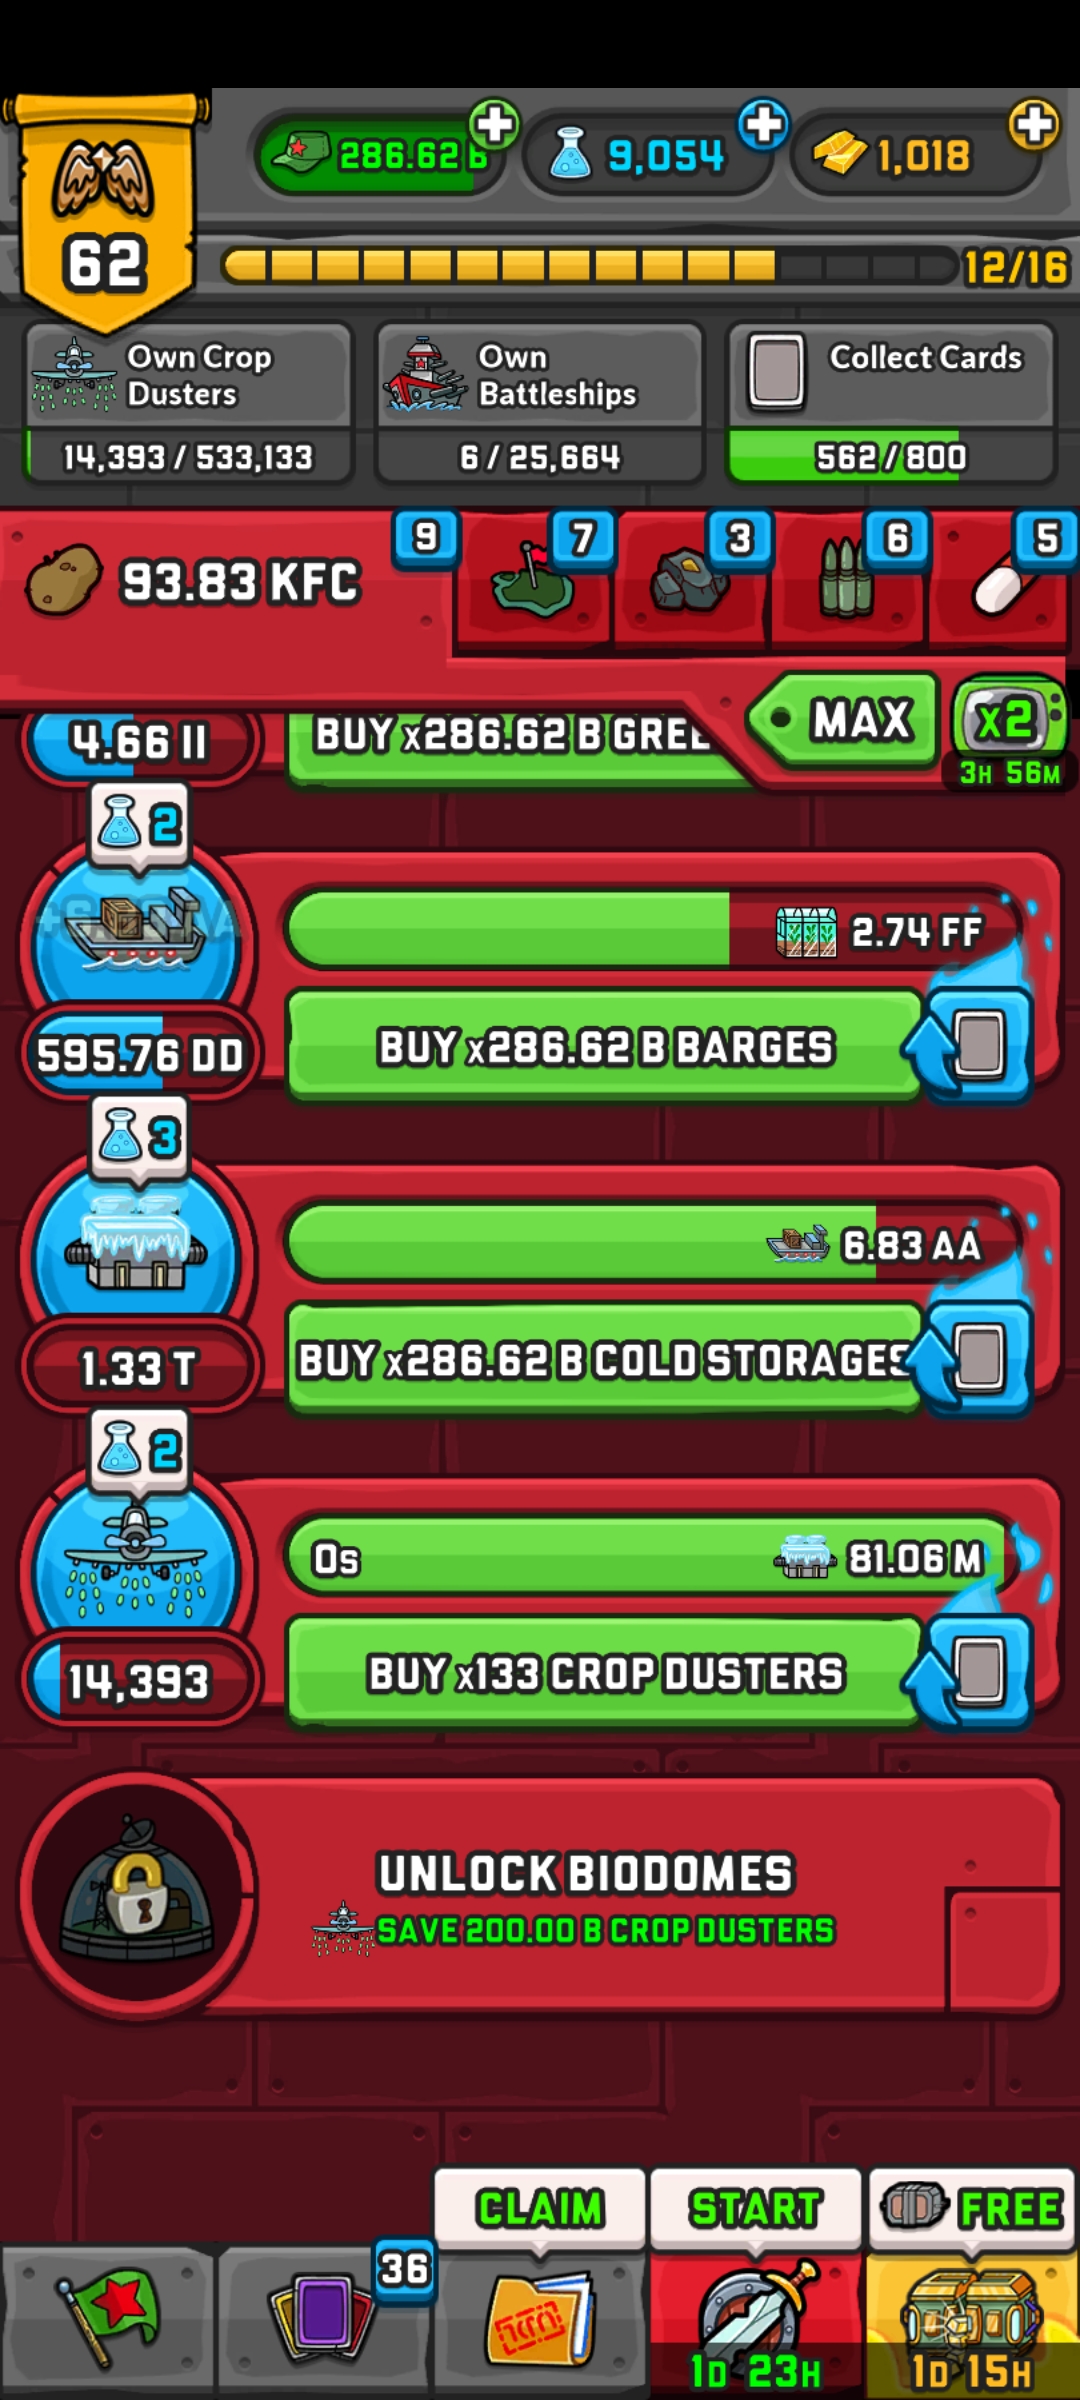 286.62 B
9,054
1,018
62
12/16
Own Crop
Dusters
14,393 / 533,133
Own
Battleships
6 / 25,664
Collect Cards
562 / 800
93.83 KFC
9
7
3
6
5
MAX
x2
3H 56M
4.66 II
BUY x286.62 B GREE
2
2.74 FF
595.76 DD
BUY x286.62 B BARGES
3
6.83 AA
1.33 T
BUY x286.62 B COLD STORAGES
2
0s
81.06 M
14,393
BUY x133 CROP DUSTERS
UNLOCK BIODOMES
SAVE 200.00 B CROP DUSTERS
CLAIM
START
FREE
36
1D 23H
1D 15H